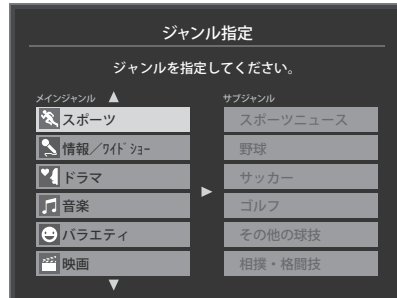 ジャンル指定
ジャンルを指定してください。
メインジャンル
サブジャンル
スポーツ
スポーツニュース
情報／ﾜｲﾄﾞｼｮｰ
野球
ドラマ
サッカー
音楽
ゴルフ
バラエティ
その他の球技
映画
相撲・格闘技